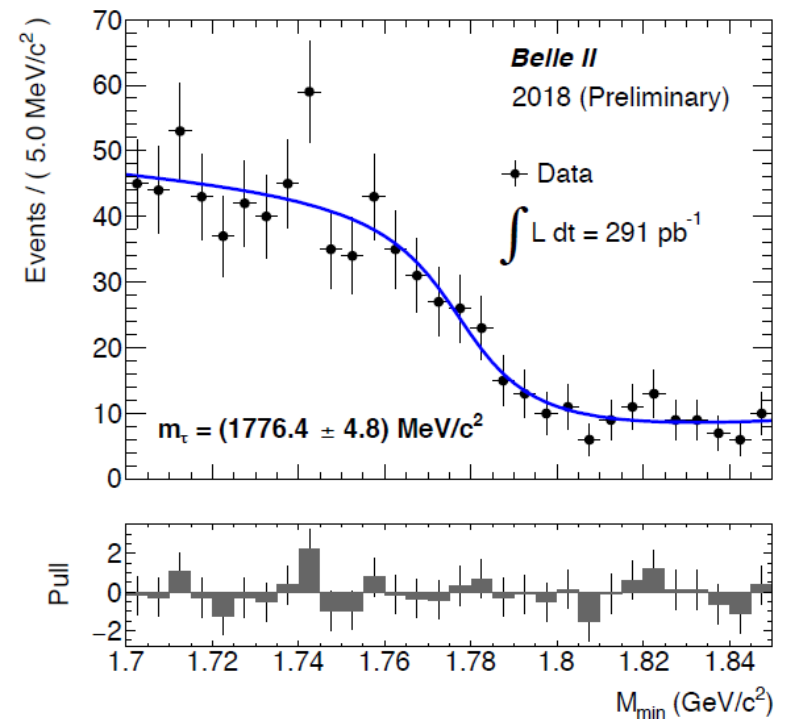 Events / ( 5.0 MeV/c² )
70
60
50
40
30
20
10
0
Belle II
2018 (Preliminary)
Data
∫ L dt = 291 pb⁻¹
m_τ = (1776.4 ± 4.8) MeV/c²
Pull
2
0
−2
1.7 1.72 1.74 1.76 1.78 1.8 1.82 1.84
M_min (GeV/c²)